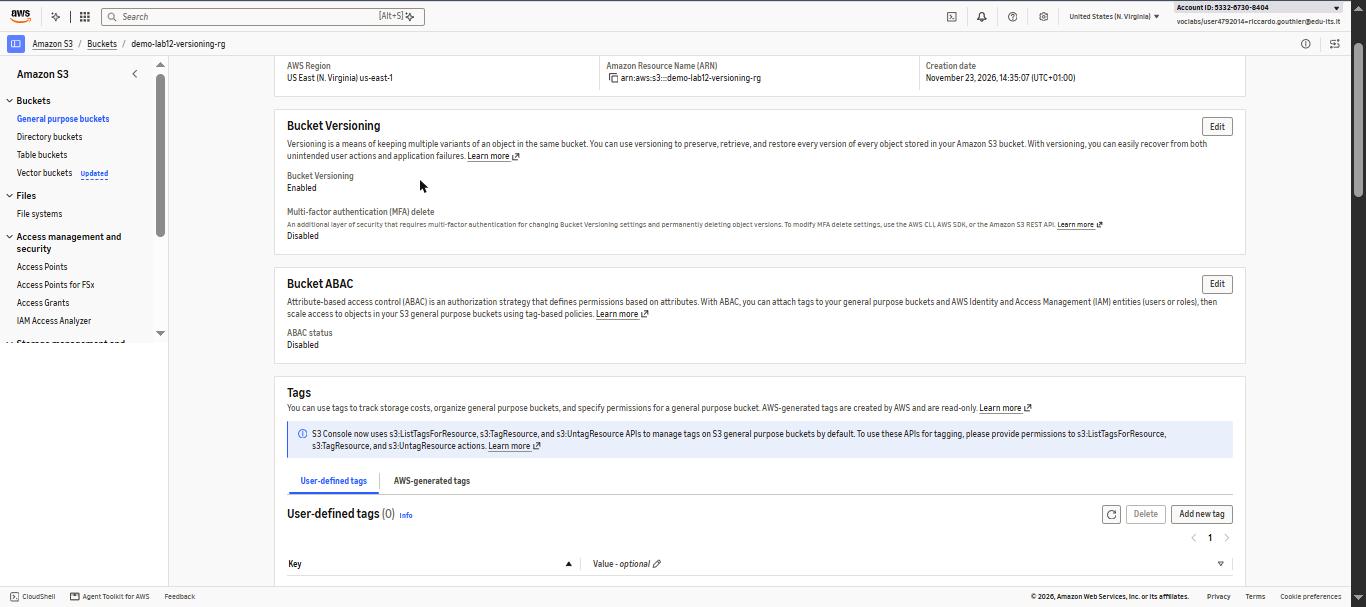 aws
Search
[Alt+S]
United States (N. Virginia)
Account ID: 5332-6730-8404
voclabs/user4792014=riccardo.gouthier@edu-its.it
Amazon S3 / Buckets / demo-lab12-versioning-rg
Amazon S3
Buckets
General purpose buckets
Directory buckets
Table buckets
Vector buckets Updated
Files
File systems
Access management and
security
Access Points
Access Points for FSx
Access Grants
IAM Access Analyzer
Storage management and
AWS Region
US East (N. Virginia) us-east-1
Amazon Resource Name (ARN)
arn:aws:s3:::demo-lab12-versioning-rg
Creation date
November 23, 2026, 14:35:07 (UTC+01:00)
Bucket Versioning
Edit
Versioning is a means of keeping multiple variants of an object in the same bucket. You can use versioning to preserve, retrieve, and restore every version of every object stored in your Amazon S3 bucket. With versioning, you can easily recover from both
unintended user actions and application failures. Learn more
Bucket Versioning
Enabled
Multi-factor authentication (MFA) delete
An additional layer of security that requires multi-factor authentication for changing Bucket Versioning settings and permanently deleting object versions. To modify MFA delete settings, use the AWS CLI, AWS SDK, or the Amazon S3 REST API. Learn more
Disabled
Bucket ABAC
Edit
Attribute-based access control (ABAC) is an authorization strategy that defines permissions based on attributes. With ABAC, you can attach tags to your general purpose buckets and AWS Identity and Access Management (IAM) entities (users or roles), then
scale access to objects in your S3 general purpose buckets using tag-based policies. Learn more
ABAC status
Disabled
Tags
You can use tags to track storage costs, organize general purpose buckets, and specify permissions for a general purpose bucket. AWS-generated tags are created by AWS and are read-only. Learn more
S3 Console now uses s3:ListTagsForResource, s3:TagResource, and s3:UntagResource APIs to manage tags on S3 general purpose buckets by default. To use these APIs for tagging, please provide permissions to s3:ListTagsForResource,
s3:TagResource, and s3:UntagResource actions. Learn more
User-defined tags
AWS-generated tags
User-defined tags (0) Info
Delete
Add new tag
1
Key
Value - optional
CloudShell
Agent Toolkit for AWS
Feedback
© 2026, Amazon Web Services, Inc. or its affiliates.
Privacy
Terms
Cookie preferences